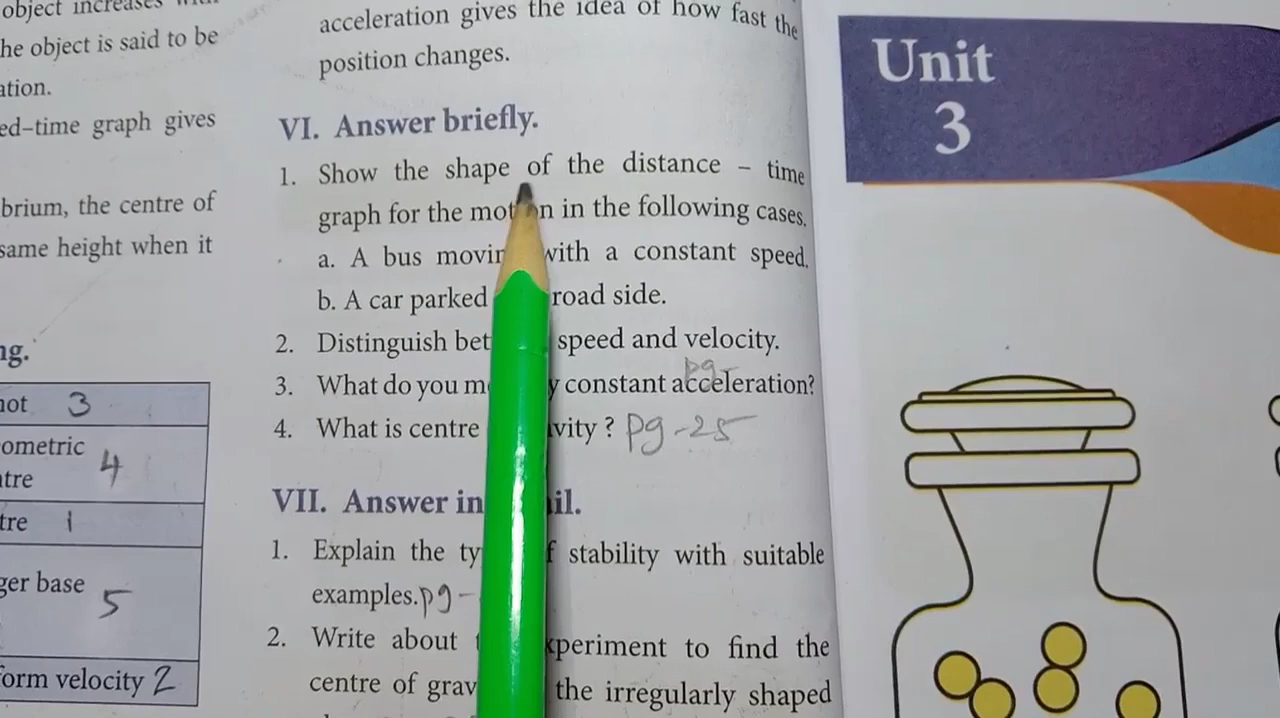 object increases
he object is said to be
ation.
ed–time graph gives
brium, the centre of
same height when it
ng.
not 3
ometric
tre 4
tre 1
ger base 5
form velocity 2
acceleration gives the idea of how fast the
position changes.
VI. Answer briefly.
1. Show the shape of the distance – time
graph for the motion in the following cases.
a. A bus moving with a constant speed.
b. A car parked road side.
2. Distinguish bet speed and velocity.
pg-
3. What do you m y constant acceleration?
4. What is centre vity ? pg-25
VII. Answer in il.
1. Explain the ty f stability with suitable
examples. pg-
2. Write about xperiment to find the
centre of grav the irregularly shaped
Unit
3